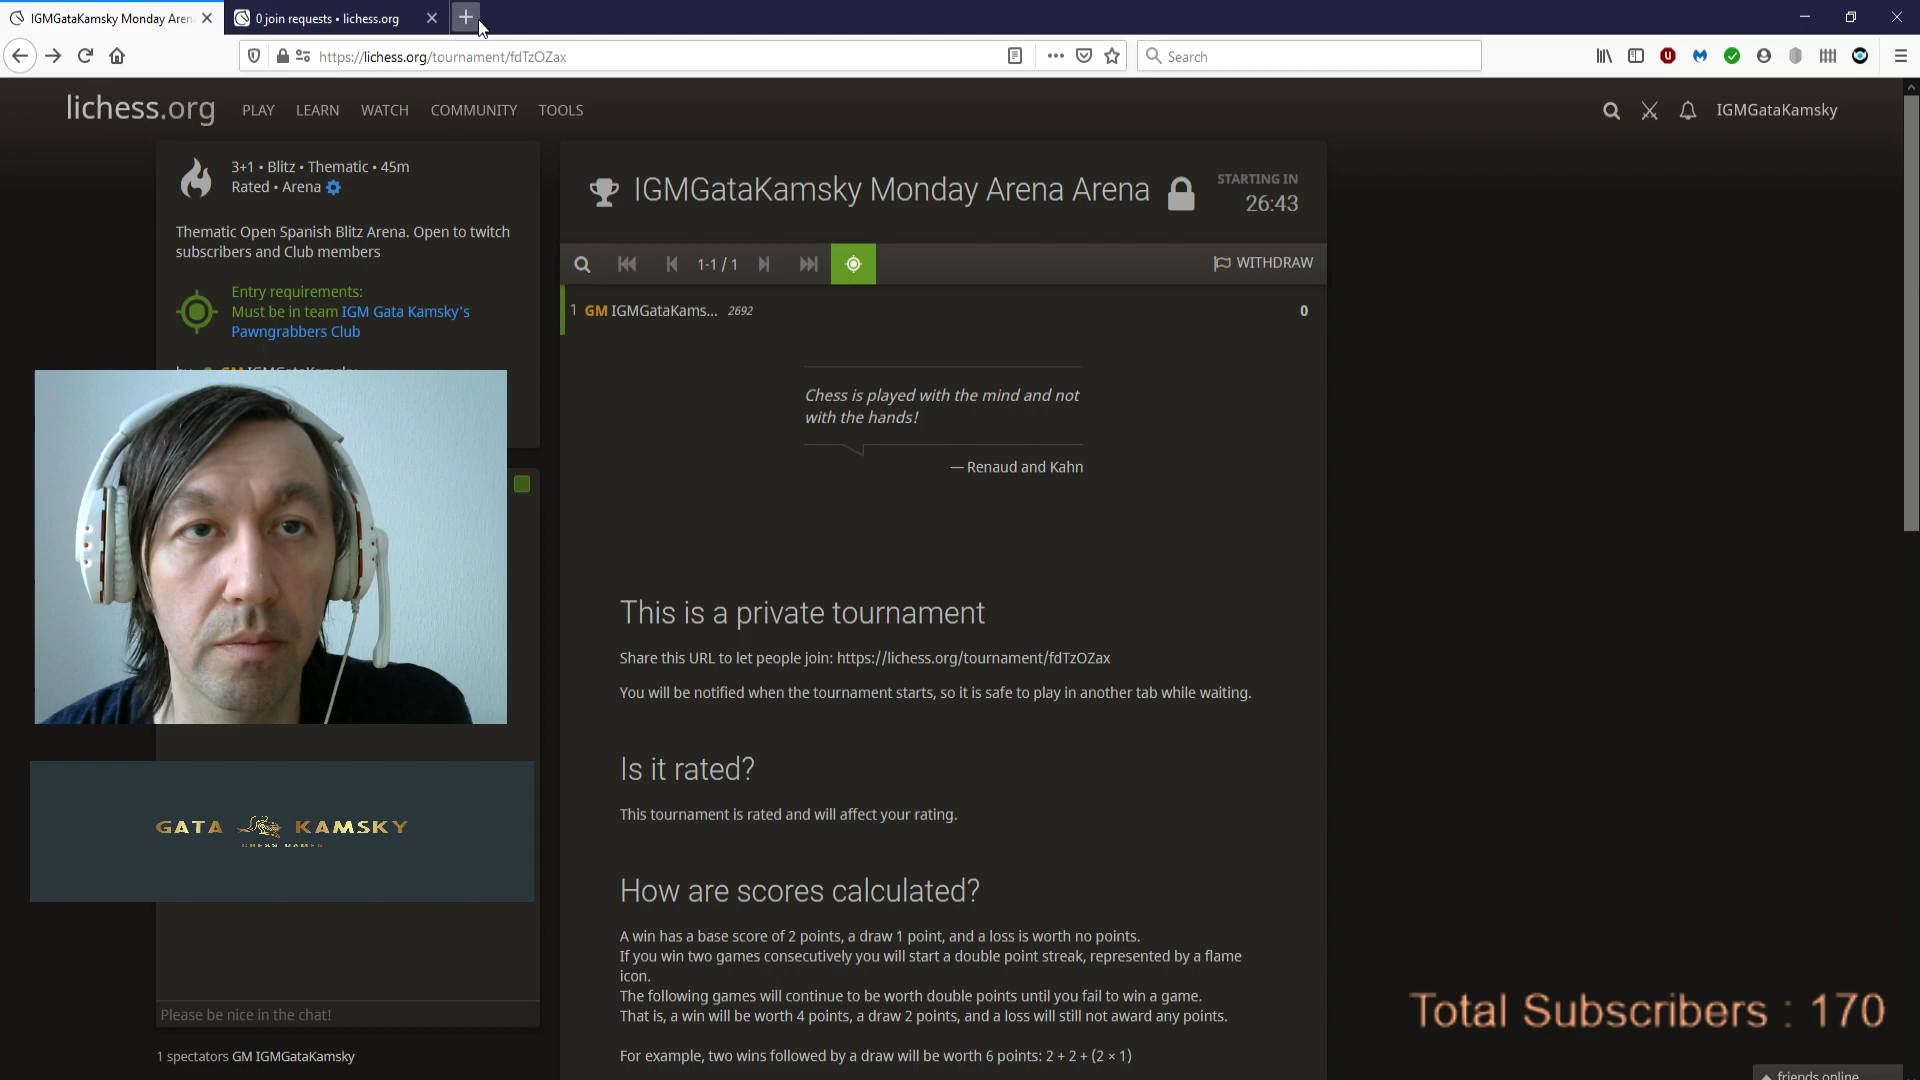 IGMGataKamsky Monday Aren
0 join requests • lichess.org
https://lichess.org/tournament/fdTzOZax
Search
lichess.org
PLAY
LEARN
WATCH
COMMUNITY
TOOLS
IGMGataKamsky
3+1 • Blitz • Thematic • 45m
Rated • Arena
Thematic Open Spanish Blitz Arena. Open to twitch
subscribers and Club members
Entry requirements:
Must be in team IGM Gata Kamsky's
Pawngrabbers Club
IGMGataKamsky Monday Arena Arena
STARTING IN
26:43
1-1 / 1
WITHDRAW
1 GM IGMGataKams... 2692 0
Chess is played with the mind and not
with the hands!
— Renaud and Kahn
This is a private tournament
Share this URL to let people join: https://lichess.org/tournament/fdTzOZax
You will be notified when the tournament starts, so it is safe to play in another tab while waiting.
Is it rated?
This tournament is rated and will affect your rating.
How are scores calculated?
A win has a base score of 2 points, a draw 1 point, and a loss is worth no points.
If you win two games consecutively you will start a double point streak, represented by a flame
icon.
The following games will continue to be worth double points until you fail to win a game.
That is, a win will be worth 4 points, a draw 2 points, and a loss will still not award any points.
For example, two wins followed by a draw will be worth 6 points: 2 + 2 + (2 × 1)
GATA KAMSKY
Please be nice in the chat!
1 spectators GM IGMGataKamsky
Total Subscribers : 170
friends online